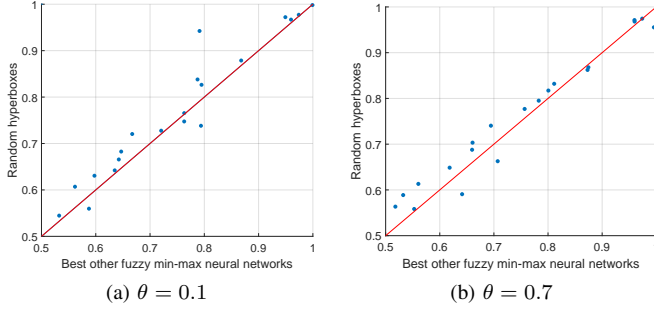 1
0.9
0.8
0.7
0.6
0.5
0.5 0.6 0.7 0.8 0.9 1
Random hyperboxes
Best other fuzzy min-max neural networks
(a) θ = 0.1
1
0.9
0.8
0.7
0.6
0.5
0.5 0.6 0.7 0.8 0.9
Random hyperboxes
Best other fuzzy min-max neural networks
(b) θ = 0.7